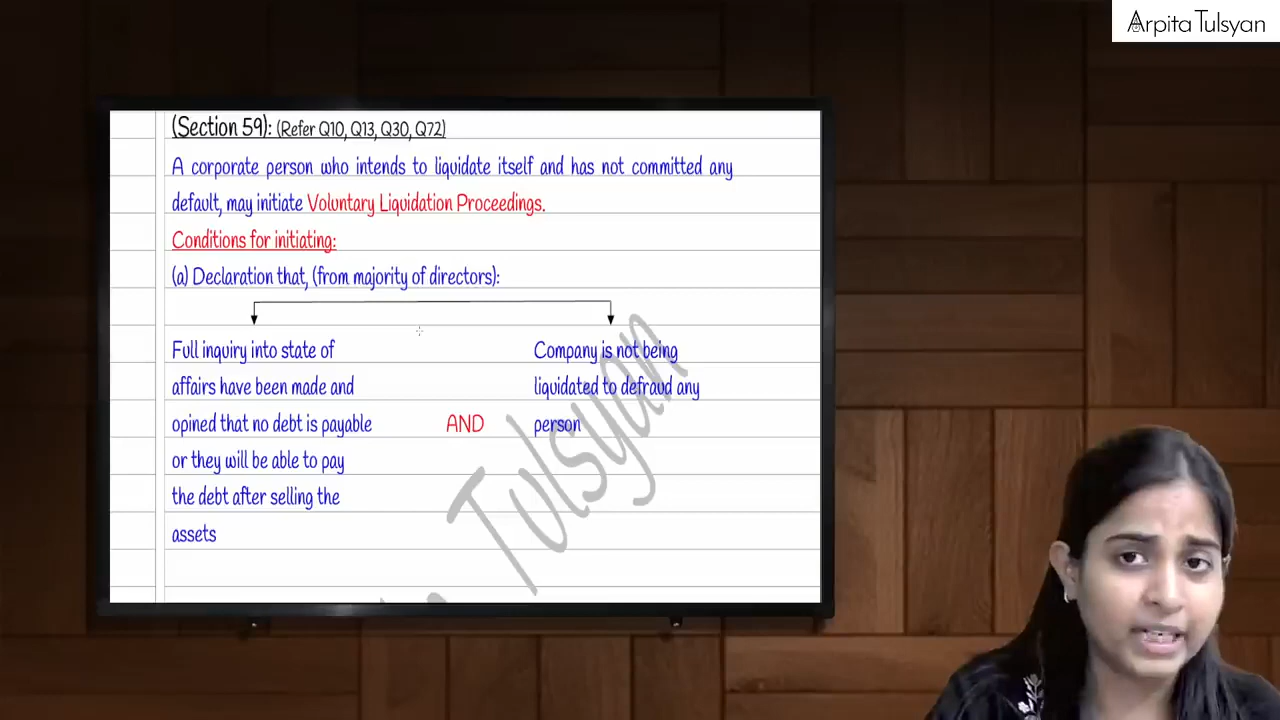 Arpita Tulsyan
(Section 59): (Refer Q10, Q13, Q30, Q72)
A corporate person who intends to liquidate itself and has not committed any
default, may initiate Voluntary Liquidation Proceedings.
Conditions for initiating:
(a) Declaration that, (from majority of directors):
Full inquiry into state of
affairs have been made and
opined that no debt is payable
or they will be able to pay
the debt after selling the
assets
AND
Company is not being
liquidated to defraud any
person
Tulsyan